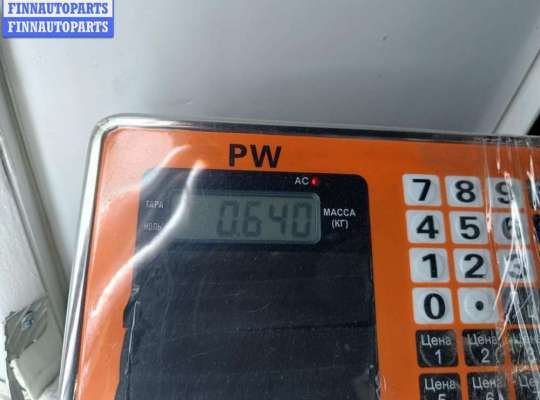 FINNAUTOPARTS
FINNAUTOPARTS
PW
AC
ТАРА
НОЛЬ
0.640
МАССА
(КГ)
7 8 9
4 5 6
1 2 3
0 .
Цена 1
Цена 2
5 6